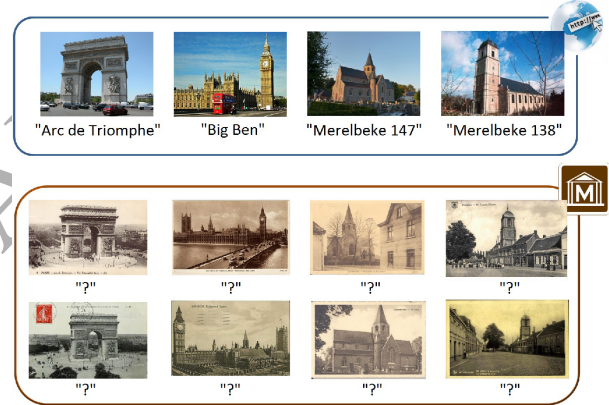 http://www
"Arc de Triomphe" "Big Ben" "Merelbeke 147" "Merelbeke 138"
M
"?" "?" "?" "?"
"?" "?" "?" "?"